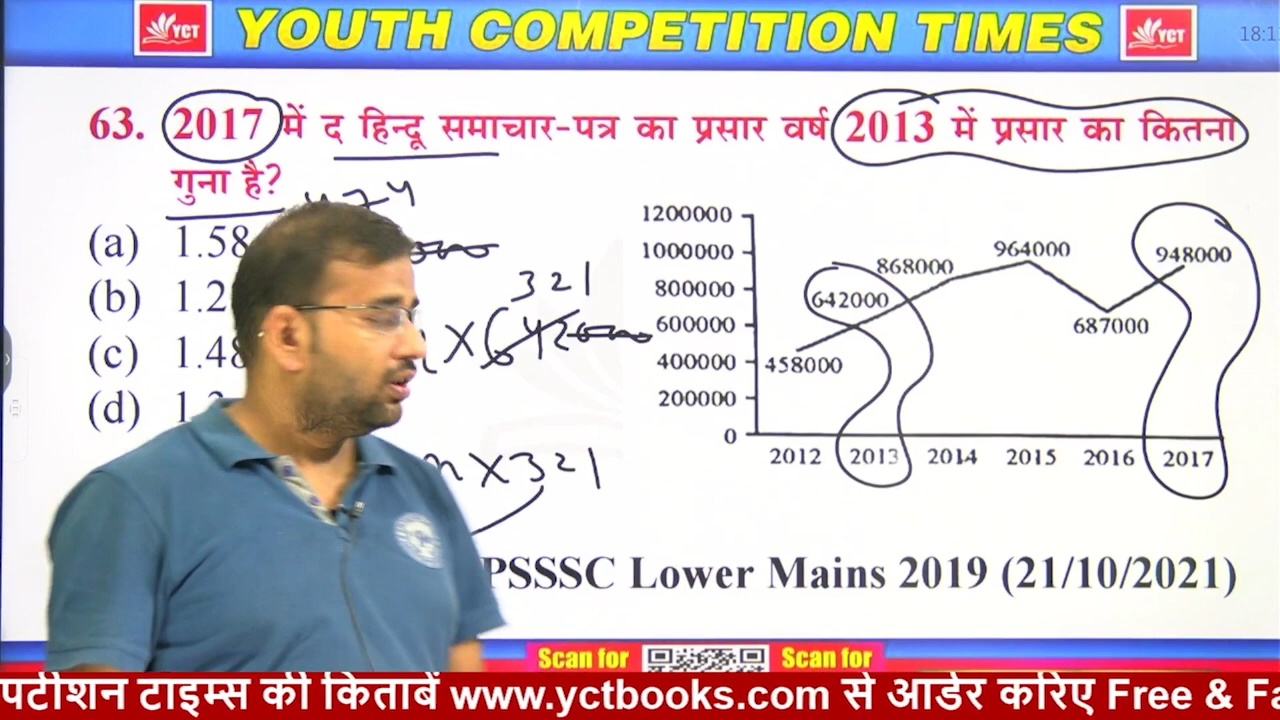 YCT YOUTH COMPETITION TIMES YCT
63. 2017 में द हिन्दू समाचार-पत्र का प्रसार वर्ष 2013 में प्रसार का कितना
गुना है?
474
(a) 1.58
(b) 1.2
(c) 1.48
(d)
321
X 642000
n X 321
1200000
1000000
800000
600000
400000
200000
0
458000
642000
868000
964000
687000
948000
2012 2013 2014 2015 2016 2017
PSSSC Lower Mains 2019 (21/10/2021)
Scan for Scan for
पटीशन टाइम्स की किताबें www.yctbooks.com से आर्डर करिए Free & Fa